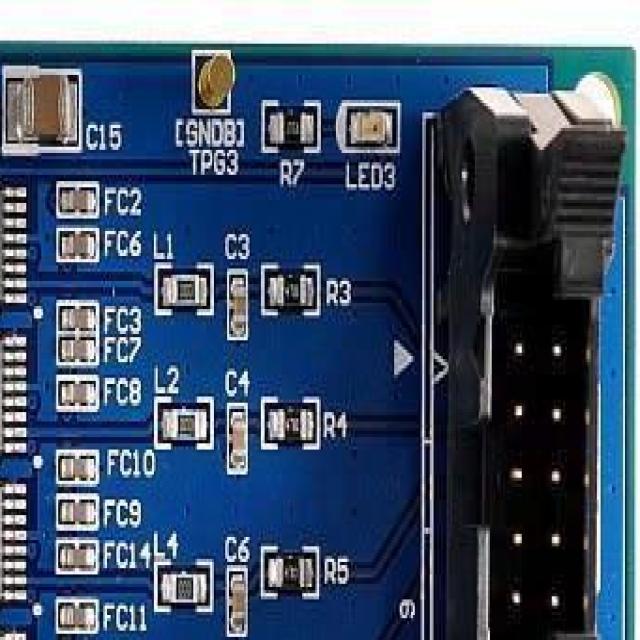 C15
[GNDB]
TPG3
R7
LED3
FC2
FC6
L1
C3
R3
FC3
FC7
FC8
L2
C4
R4
FC10
FC9
FC14
L4
C6
R5
FC11
9